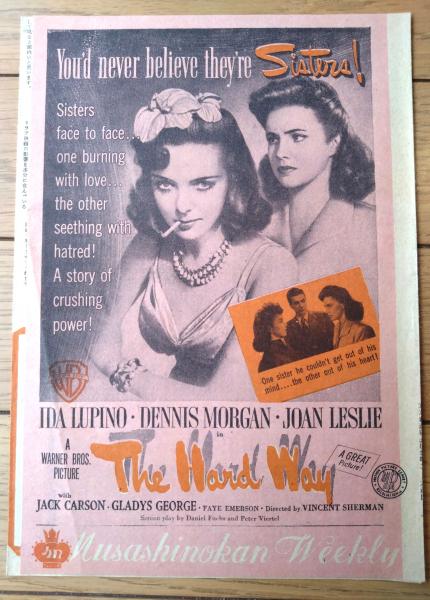 You'd never believe they're Sisters!
Sisters
face to face...
one burning
with love...
the other
seething with
hatred!
A story of
crushing
power!
One sister he couldn't get out of his
mind....the other out of his heart!
WB
IDA LUPINO · DENNIS MORGAN · JOAN LESLIE
in
A
WARNER BROS.
PICTURE
The Hard Way
A GREAT
Picture!
with
JACK CARSON · GLADYS GEORGE · FAYE EMERSON · Directed by VINCENT SHERMAN
Screen play by Daniel Fuchs and Peter Viertel
Musashinokan Weekly